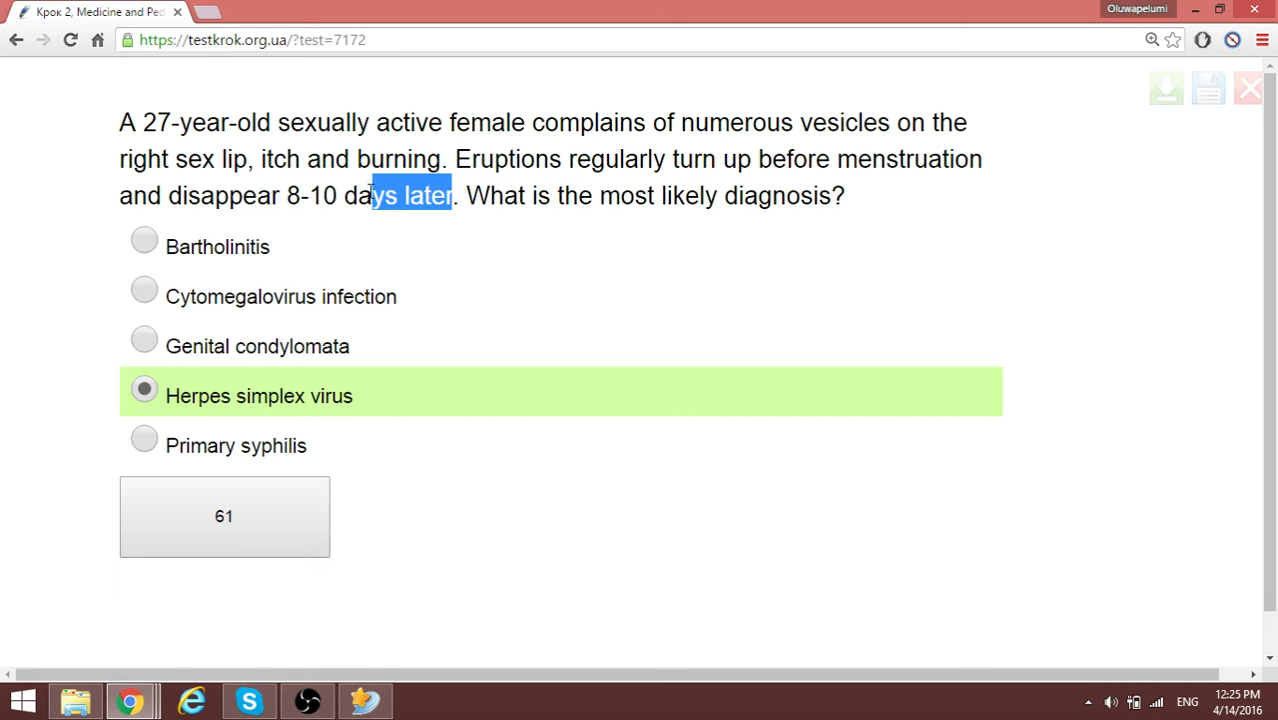 Крок 2, Medicine and Ped
Oluwapelumi
https://testkrok.org.ua/?test=7172
A 27-year-old sexually active female complains of numerous vesicles on the
right sex lip, itch and burning. Eruptions regularly turn up before menstruation
and disappear 8-10 days later. What is the most likely diagnosis?
Bartholinitis
Cytomegalovirus infection
Genital condylomata
Herpes simplex virus
Primary syphilis
61
ENG
12:25 PM
4/14/2016